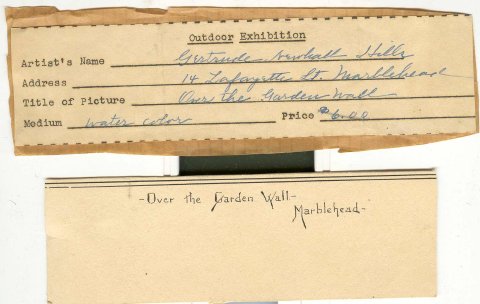 Outdoor Exhibition
Artist's Name Gertrude Newhall Hills
Address 14 Lafayette St. Marblehead
Title of Picture Over the Garden Wall
Medium water color Price $6.00
-Over the Garden Wall-
Marblehead-